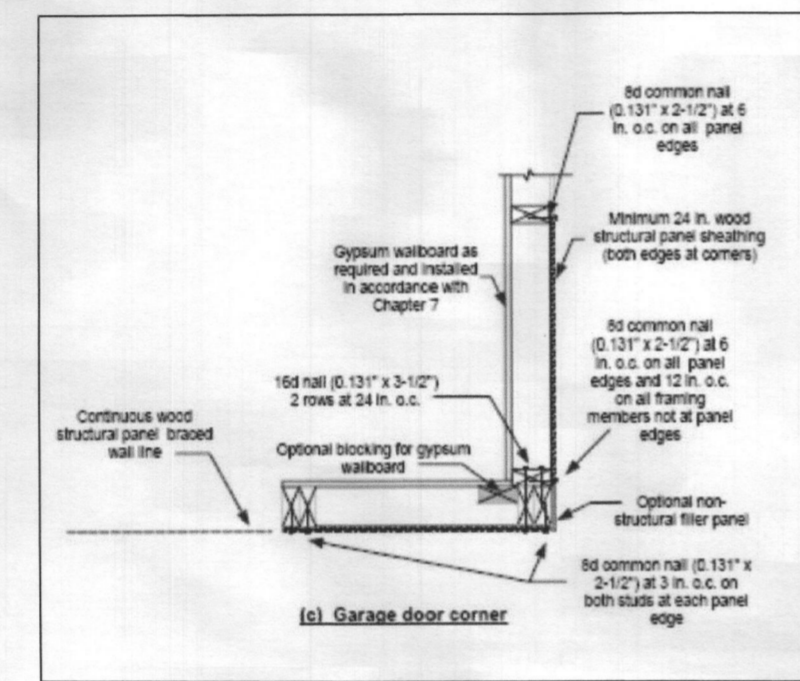 8d common nail
(0.131" x 2-1/2") at 6
in. o.c. on all panel
edges
Minimum 24 in. wood
structural panel sheathing
(both edges at corners)
Gypsum wallboard as
required and installed
in accordance with
Chapter 7
8d common nail
(0.131" x 2-1/2") at 6
in. o.c. on all panel
edges and 12 in. o.c.
on all framing
members not at panel
edges
16d nail (0.131" x 3-1/2")
2 rows at 24 in. o.c.
Continuous wood
structural panel braced
wall line
Optional blocking for gypsum
wallboard
Optional non-
structural filler panel
8d common nail (0.131" x
2-1/2") at 3 in. o.c. on
both studs at each panel
edge
(c) Garage door corner